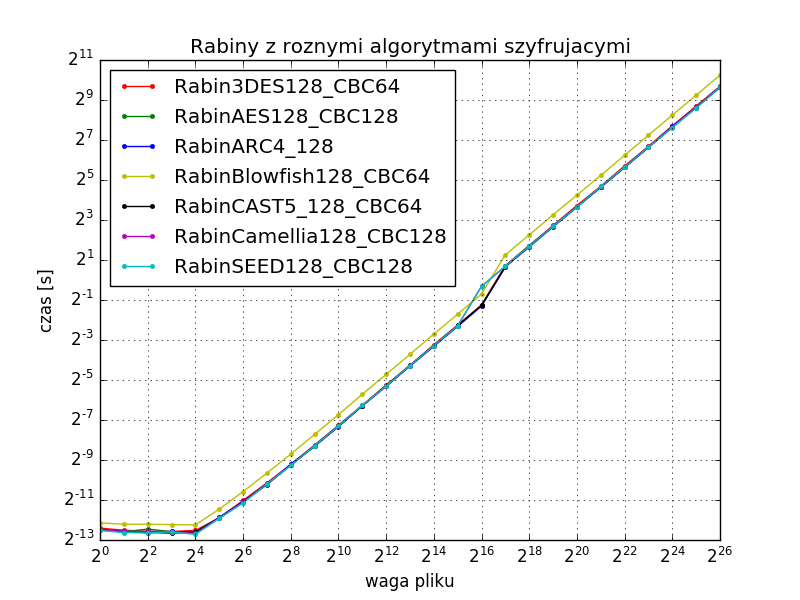 Rabiny z roznymi algorytmami szyfrujacymi
2^11
2^9
2^7
2^5
2^3
2^1
2^-1
2^-3
2^-5
2^-7
2^-9
2^-11
2^-13
czas [s]
Rabin3DES128_CBC64
RabinAES128_CBC128
RabinARC4_128
RabinBlowfish128_CBC64
RabinCAST5_128_CBC64
RabinCamellia128_CBC128
RabinSEED128_CBC128
2^0 2^2 2^4 2^6 2^8 2^10 2^12 2^14 2^16 2^18 2^20 2^22 2^24 2^26
waga pliku